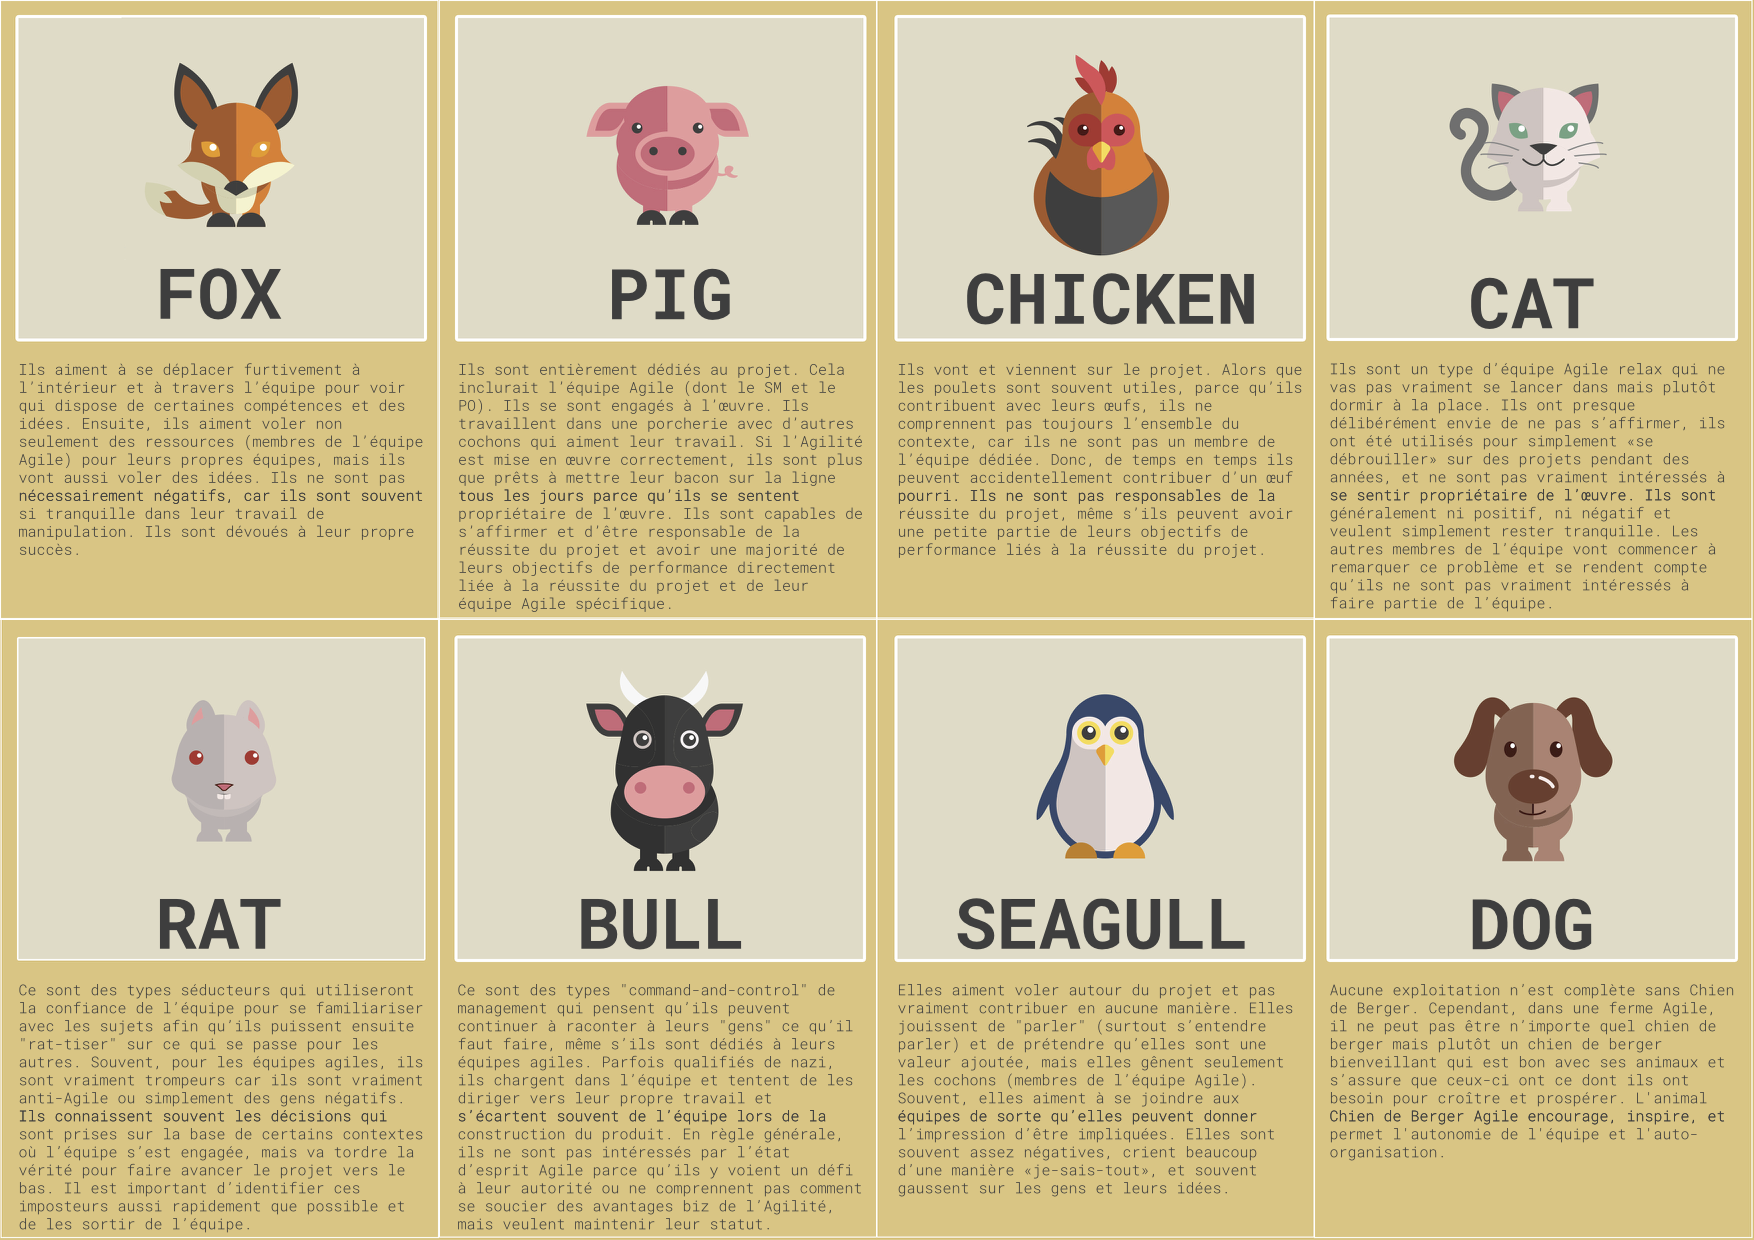 FOX
Ils aiment à se déplacer furtivement à
l'intérieur et à travers l'équipe pour voir
qui dispose de certaines compétences et des
idées. Ensuite, ils aiment voler non
seulement des ressources (membres de l'équipe
Agile) pour leurs propres équipes, mais ils
vont aussi voler des idées. Ils ne sont pas
nécessairement négatifs, car ils sont souvent
si tranquille dans leur travail de
manipulation. Ils sont dévoués à leur propre
succès.
PIG
Ils sont entièrement dédiés au projet. Cela
inclurait l'équipe Agile (dont le SM et le
PO). Ils se sont engagés à l'œuvre. Ils
travaillent dans une porcherie avec d'autres
cochons qui aiment leur travail. Si l'Agilité
est mise en œuvre correctement, ils sont plus
que prêts à mettre leur bacon sur la ligne
tous les jours parce qu'ils se sentent
propriétaire de l'œuvre. Ils sont capables de
s'affirmer et d'être responsable de la
réussite du projet et avoir une majorité de
leurs objectifs de performance directement
liée à la réussite du projet et de leur
équipe Agile spécifique.
CHICKEN
Ils vont et viennent sur le projet. Alors que
les poulets sont souvent utiles, parce qu'ils
contribuent avec leurs œufs, ils ne
comprennent pas toujours l'ensemble du
contexte, car ils ne sont pas un membre de
l'équipe dédiée. Donc, de temps en temps ils
peuvent accidentellement contribuer d'un œuf
pourri. Ils ne sont pas responsables de la
réussite du projet, même s'ils peuvent avoir
une petite partie de leurs objectifs de
performance liés à la réussite du projet.
CAT
Ils sont un type d'équipe Agile relax qui ne
vas pas vraiment se lancer dans mais plutôt
dormir à la place. Ils ont presque
délibérément envie de ne pas s'affirmer, ils
ont été utilisés pour simplement «se
débrouiller» sur des projets pendant des
années, et ne sont pas vraiment intéressés à
se sentir propriétaire de l'œuvre. Ils sont
généralement ni positif, ni négatif et
veulent simplement rester tranquille. Les
autres membres de l'équipe vont commencer à
remarquer ce problème et se rendent compte
qu'ils ne sont pas vraiment intéressés à
faire partie de l'équipe.
RAT
Ce sont des types séducteurs qui utiliseront
la confiance de l'équipe pour se familiariser
avec les sujets afin qu'ils puissent ensuite
"rat-tiser" sur ce qui se passe pour les
autres. Souvent, pour les équipes agiles, ils
sont vraiment trompeurs car ils sont vraiment
anti-Agile ou simplement des gens négatifs.
Ils connaissent souvent les décisions qui
sont prises sur la base de certains contextes
où l'équipe s'est engagée, mais va tordre la
vérité pour faire avancer le projet vers le
bas. Il est important d'identifier ces
imposteurs aussi rapidement que possible et
de les sortir de l'équipe.
BULL
Ce sont des types "command-and-control" de
management qui pensent qu'ils peuvent
continuer à raconter à leurs "gens" ce qu'il
faut faire, même s'ils sont dédiés à leurs
équipes agiles. Parfois qualifiés de nazi,
ils chargent dans l'équipe et tentent de les
diriger vers leur propre travail et
s'écartent souvent de l'équipe lors de la
construction du produit. En règle générale,
ils ne sont pas intéressés par l'état
d'esprit Agile parce qu'ils y voient un défi
à leur autorité ou ne comprennent pas comment
se soucier des avantages biz de l'Agilité,
mais veulent maintenir leur statut.
SEAGULL
Elles aiment voler autour du projet et pas
vraiment contribuer en aucune manière. Elles
jouissent de "parler" (surtout s'entendre
parler) et de prétendre qu'elles sont une
valeur ajoutée, mais elles gênent seulement
les cochons (membres de l'équipe Agile).
Souvent, elles aiment à se joindre aux
équipes de sorte qu'elles peuvent donner
l'impression d'être impliquées. Elles sont
souvent assez négatives, crient beaucoup
d'une manière «je-sais-tout», et souvent
gaussent sur les gens et leurs idées.
DOG
Aucune exploitation n'est complète sans Chien
de Berger. Cependant, dans une ferme Agile,
il ne peut pas être n'importe quel chien de
berger mais plutôt un chien de berger
bienveillant qui est bon avec ses animaux et
s'assure que ceux-ci ont ce dont ils ont
besoin pour croître et prospérer. L'animal
Chien de Berger Agile encourage, inspire, et
permet l'autonomie de l'équipe et l'auto-
organisation.